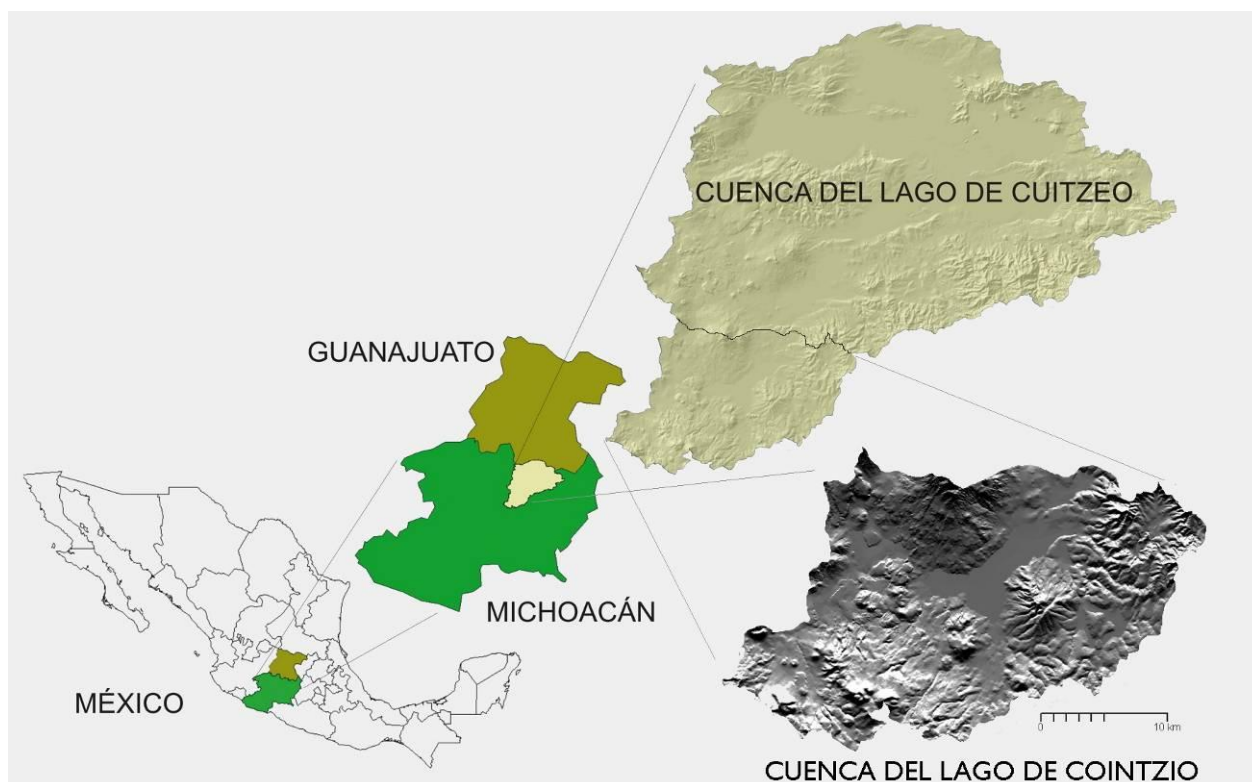 CUENCA DEL LAGO DE CUITZEO
GUANAJUATO
MICHOACÁN
MÉXICO
0 10 km
CUENCA DEL LAGO DE COINTZIO